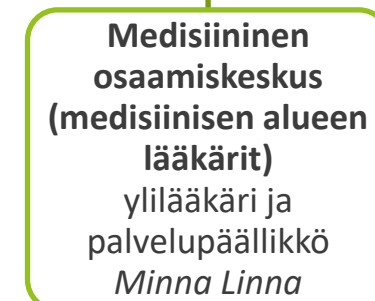 Medisiininen
osaamiskeskus
(medisiinisen alueen
lääkärit)
ylilääkäri ja
palvelupäällikkö
Minna Linna